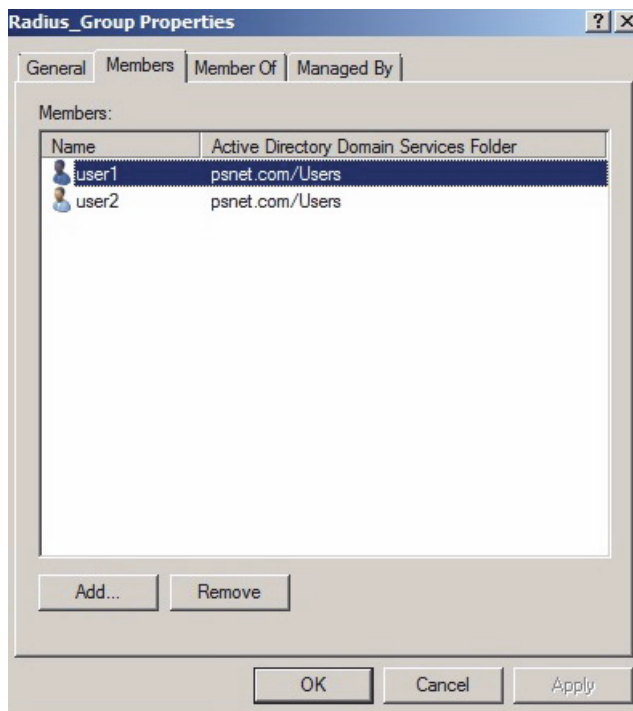 Radius_Group Properties
General Members Member Of Managed By
Members:
Name Active Directory Domain Services Folder
user1 psnet.com/Users
user2 psnet.com/Users
Add... Remove
OK Cancel Apply